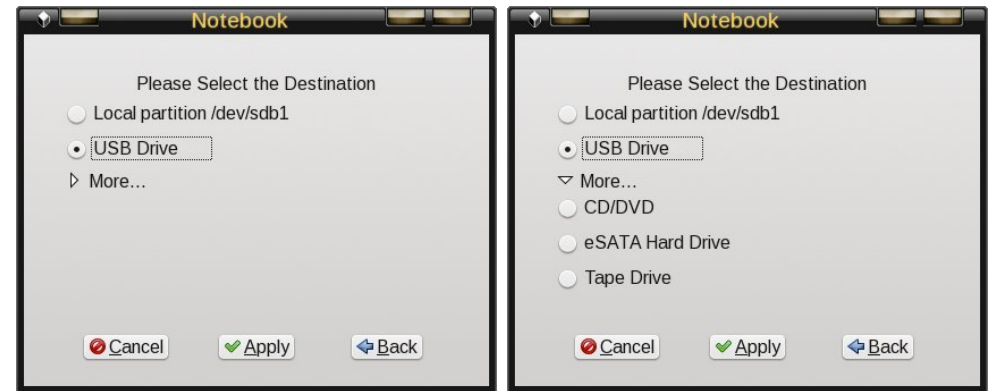 Notebook
Please Select the Destination
Local partition /dev/sdb1
USB Drive
More...
Cancel
Apply
Back
Notebook
Please Select the Destination
Local partition /dev/sdb1
USB Drive
More...
CD/DVD
eSATA Hard Drive
Tape Drive
Cancel
Apply
Back